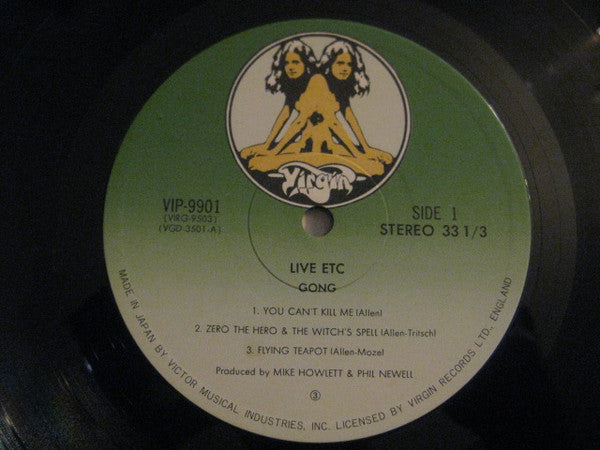 Virgin
VIP-9901
(VIRG-9503)
(VGD-3501-A)
SIDE 1
STEREO 33 1/3
LIVE ETC
GONG
1. YOU CAN'T KILL ME (Allen)
2. ZERO THE HERO & THE WITCH'S SPELL (Allen-Tritsch)
3. FLYING TEAPOT (Allen-Moze)
Produced by MIKE HOWLETT & PHIL NEWELL
③
MADE IN JAPAN BY VICTOR MUSICAL INDUSTRIES, INC. LICENSED BY VIRGIN RECORDS LTD., ENGLAND